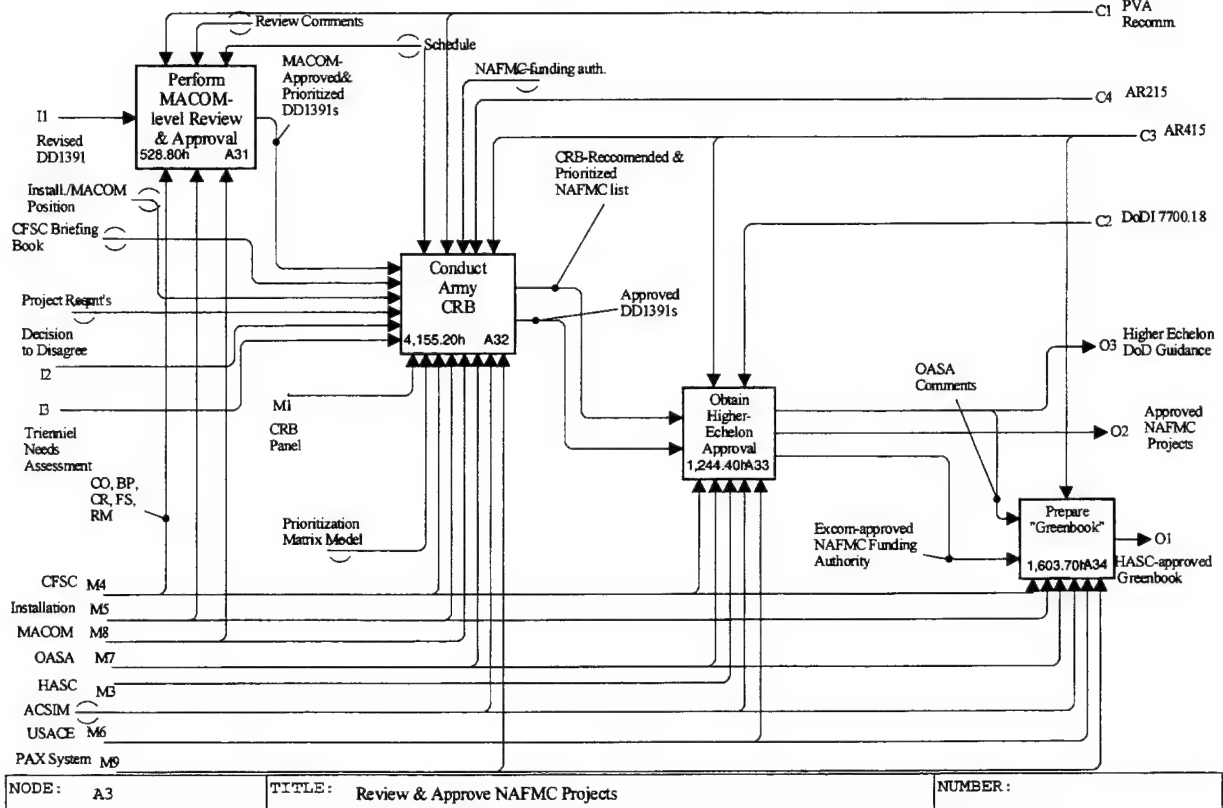 C1 PVA
Recomm.
Review Comments
Schedule
MACOM-
Approved&
Prioritized
DD1391s
NAFMC-funding auth.
C4 AR215
C3 AR415
Perform
MACOM-
level Review
& Approval
528.80h A31
I1
Revised
DD1391
CRB-Reccomended &
Prioritized
NAFMC list
Install./MACOM
Position
CFSC Briefing
Book
C2 DoDI 7700.18
Conduct
Army
CRB
4,155.20h A32
Project Reqmt's
Decision
to Disagree
I2
I3
Trienniel
Needs
Assessment
Approved
DD1391s
O3 Higher Echelon
DoD Guidance
OASA
Comments
M1
CRB
Panel
Obtain
Higher-
Echelon
Approval
1,244.40hA33
O2 Approved
NAFMC
Projects
CO, BP,
CR, FS,
RM
Prioritization
Matrix Model
Excom-approved
NAFMC Funding
Authority
Prepare
"Greenbook"
1,603.70hA34
O1
HASC-approved
Greenbook
CFSC M4
Installation M5
MACOM M8
OASA M7
HASC M3
ACSIM
USACE M6
PAX System M9
NODE: A3 TITLE: Review & Approve NAFMC Projects NUMBER: